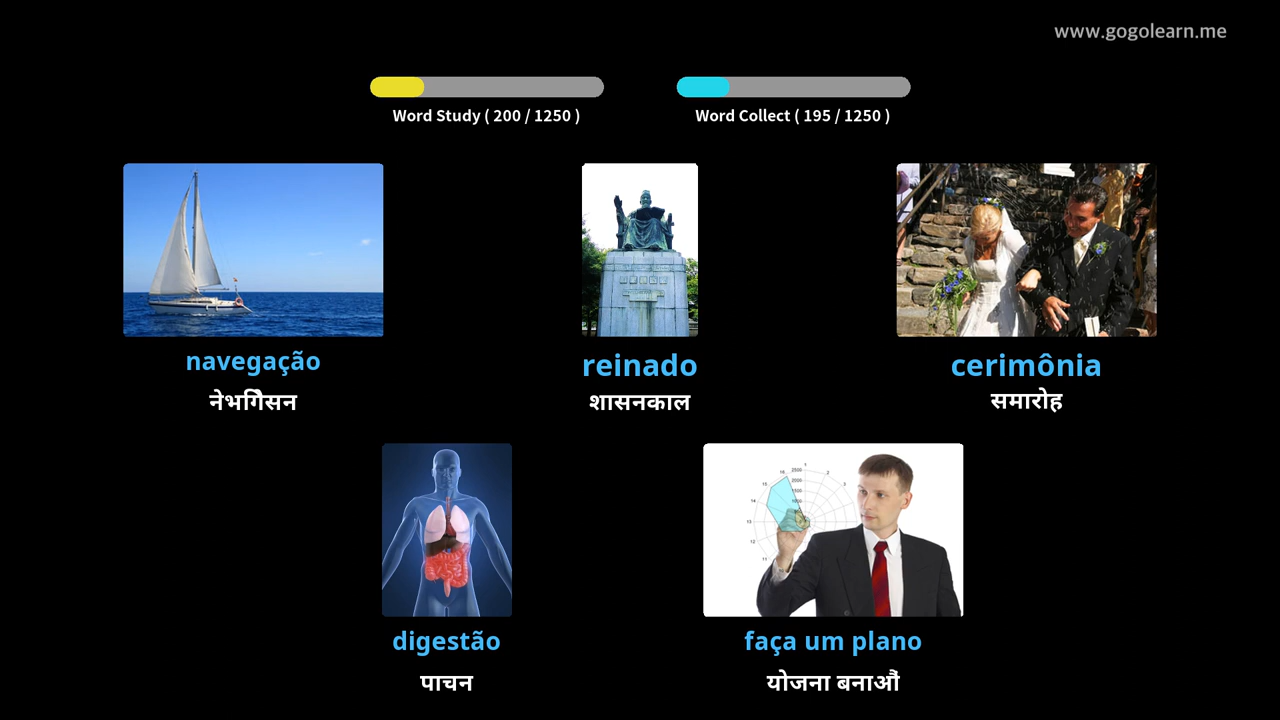 www.gogolearn.me
Word Study ( 200 / 1250 )
Word Collect ( 195 / 1250 )
navegação
reinado
cerimônia
नेभिगेसन
शासनकाल
समारोह
digestão
faça um plano
पाचन
योजना बनाऔं